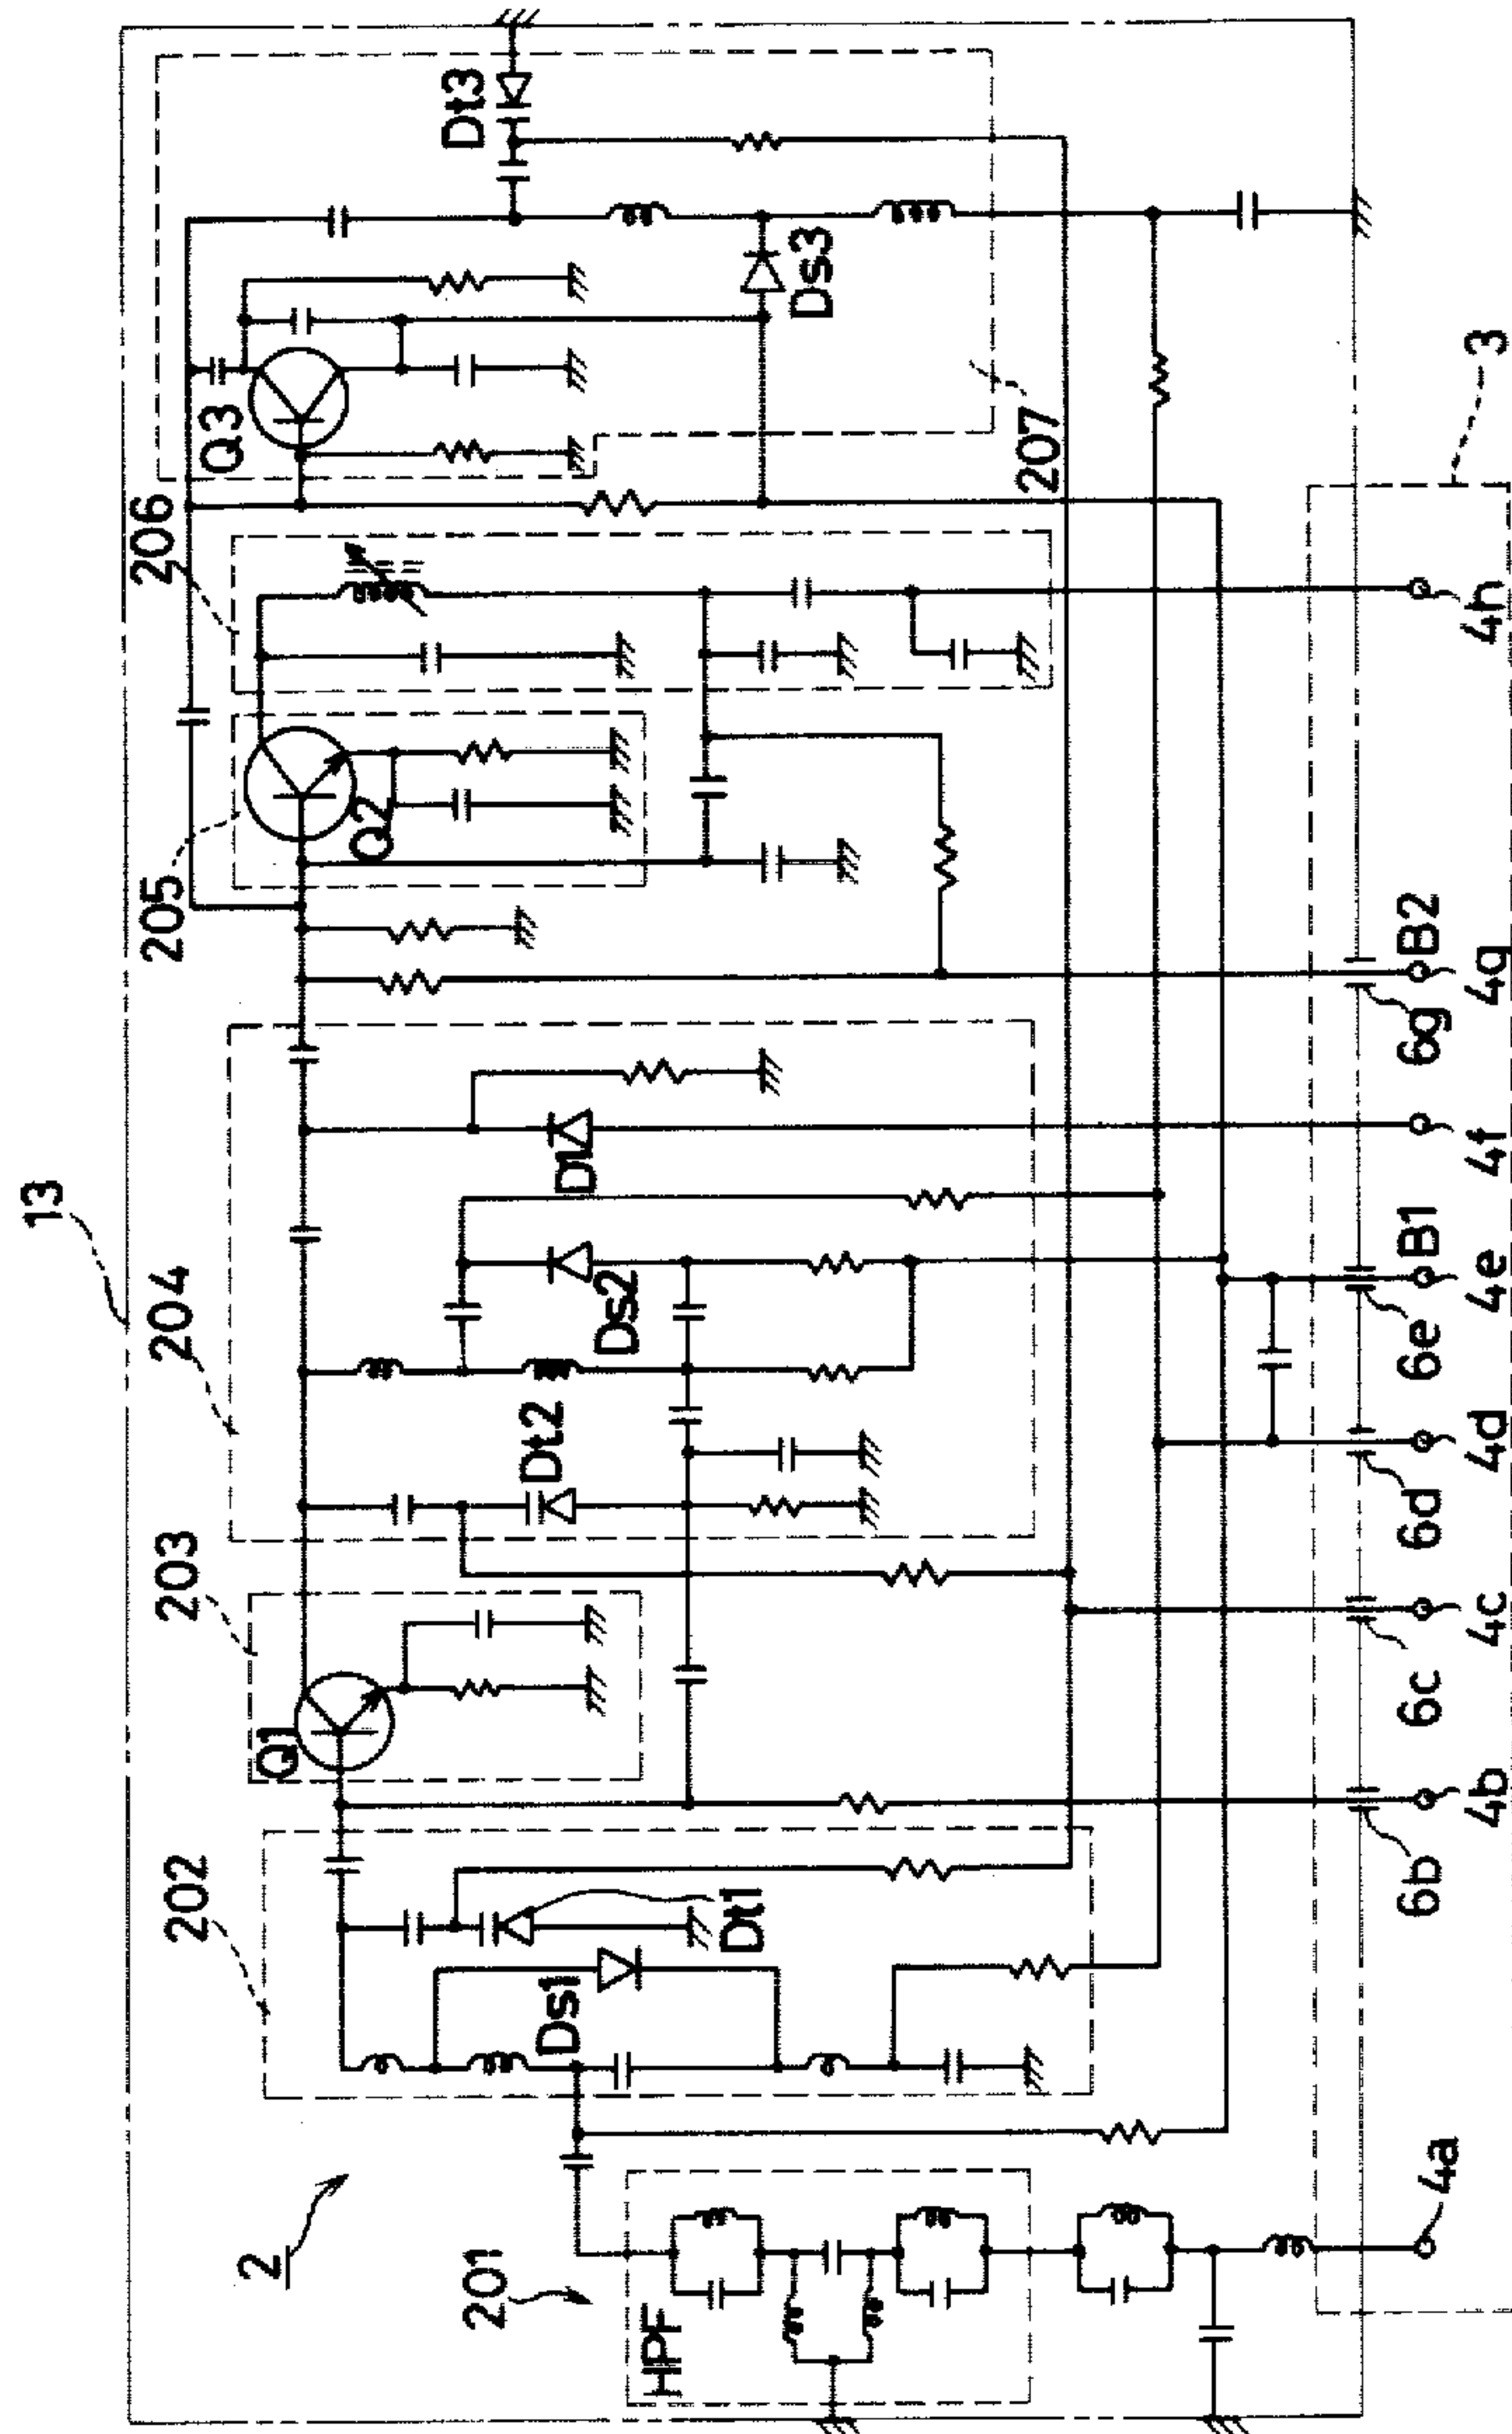 13
2
201
202
203
204
205
206
207
HPF
Q1
Q2
Q3
Ds1
Dt1
Dt2
Ds2
D1
Ds3
Dt3
6b
6c
6d
6e
B1
6g
B2
3
4a
4b
4c
4d
4e
4f
4g
4h